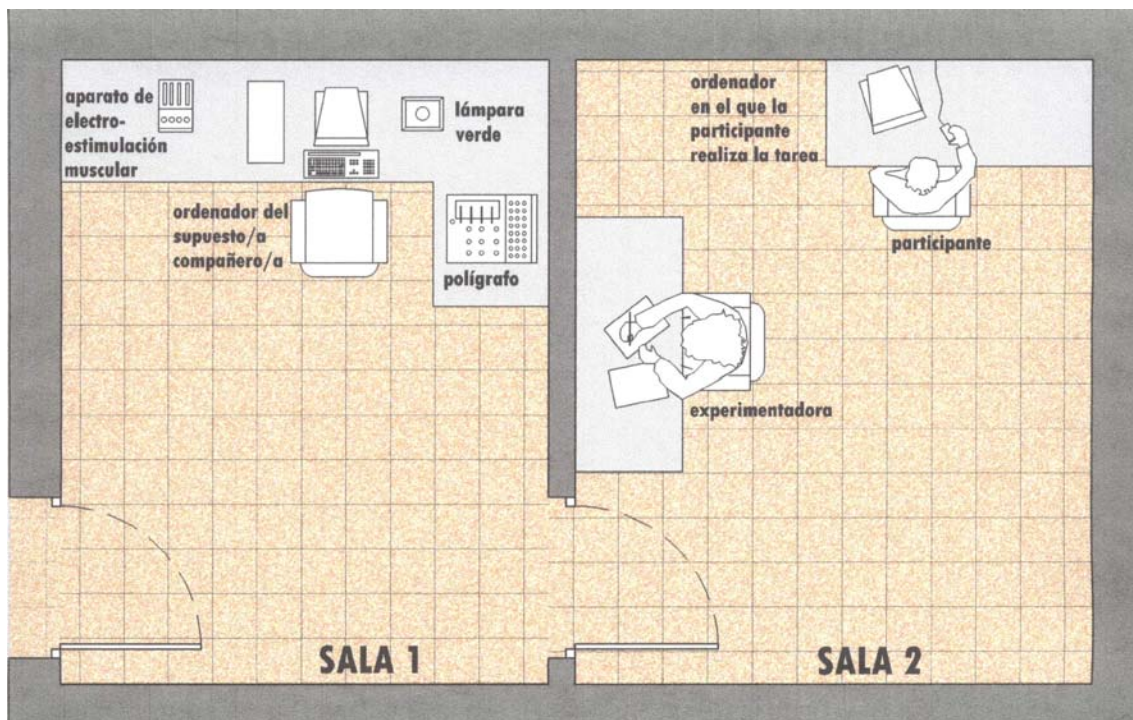 aparato de
electro-
estimulación
muscular
lámpara
verde
ordenador del
supuesto/a
compañero/a
polígrafo
SALA 1
ordenador
en el que la
participante
realiza la tarea
participante
experimentadora
SALA 2